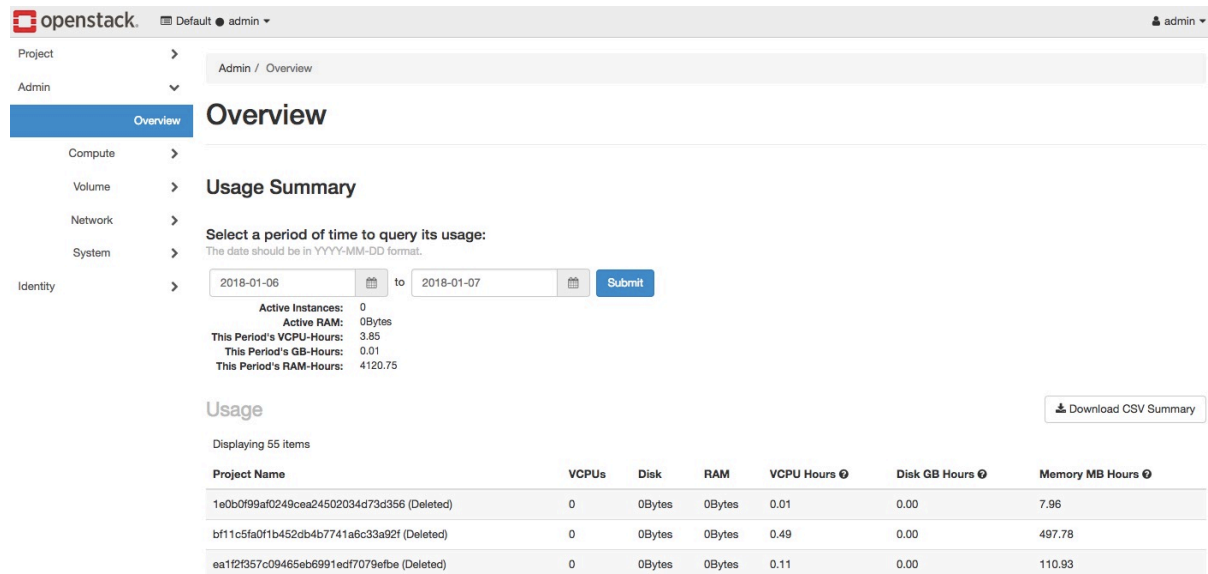 openstack. Default ● admin admin
Project
Admin
Overview
Compute
Volume
Network
System
Identity
Admin / Overview
Overview
Usage Summary
Select a period of time to query its usage:
The date should be in YYYY-MM-DD format.
2018-01-06 to 2018-01-07 Submit
Active Instances: 0
Active RAM: 0Bytes
This Period's VCPU-Hours: 3.85
This Period's GB-Hours: 0.01
This Period's RAM-Hours: 4120.75
Usage Download CSV Summary
Displaying 55 items
Project Name VCPUs Disk RAM VCPU Hours Disk GB Hours Memory MB Hours
1e0b0f99af0249cea24502034d73d356 (Deleted) 0 0Bytes 0Bytes 0.01 0.00 7.96
bf11c5fa0f1b452db4b7741a6c33a92f (Deleted) 0 0Bytes 0Bytes 0.49 0.00 497.78
ea1f2f357c09465eb6991edf7079efbe (Deleted) 0 0Bytes 0Bytes 0.11 0.00 110.93